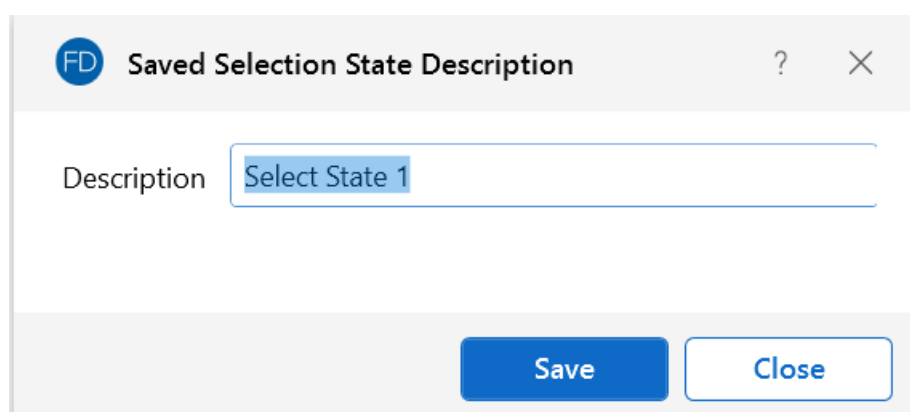 FD Saved Selection State Description ?
Description Select State 1
Save Close